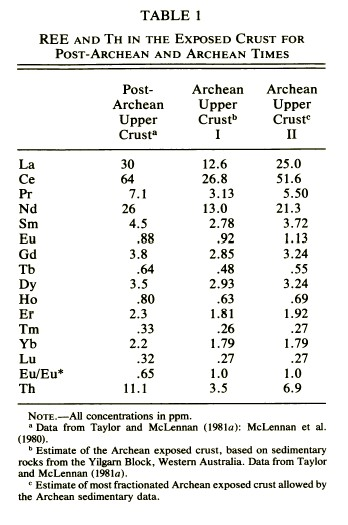 TABLE 1
REE AND TH IN THE EXPOSED CRUST FOR
POST-ARCHEAN AND ARCHEAN TIMES
Post- Archean Archean
Archean Upper Upper
Upper Crustᵇ Crustᶜ
Crustᵃ I II
La 30 12.6 25.0
Ce 64 26.8 51.6
Pr 7.1 3.13 5.50
Nd 26 13.0 21.3
Sm 4.5 2.78 3.72
Eu .88 .92 1.13
Gd 3.8 2.85 3.24
Tb .64 .48 .55
Dy 3.5 2.93 3.24
Ho .80 .63 .69
Er 2.3 1.81 1.92
Tm .33 .26 .27
Yb 2.2 1.79 1.79
Lu .32 .27 .27
Eu/Eu* .65 1.0 1.0
Th 11.1 3.5 6.9
NOTE.—All concentrations in ppm.
ᵃ Data from Taylor and McLennan (1981a): McLennan et al.
(1980).
ᵇ Estimate of the Archean exposed crust, based on sedimentary
rocks from the Yilgarn Block, Western Australia. Data from Taylor
and McLennan (1981a).
ᶜ Estimate of most fractionated Archean exposed crust allowed by
the Archean sedimentary data.